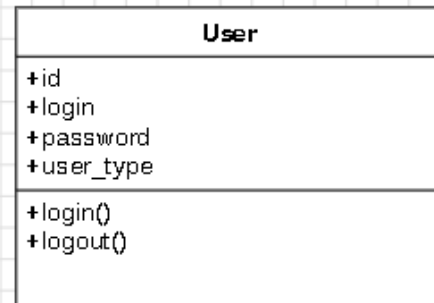 User
+id
+login
+password
+user_type
+login()
+logout()